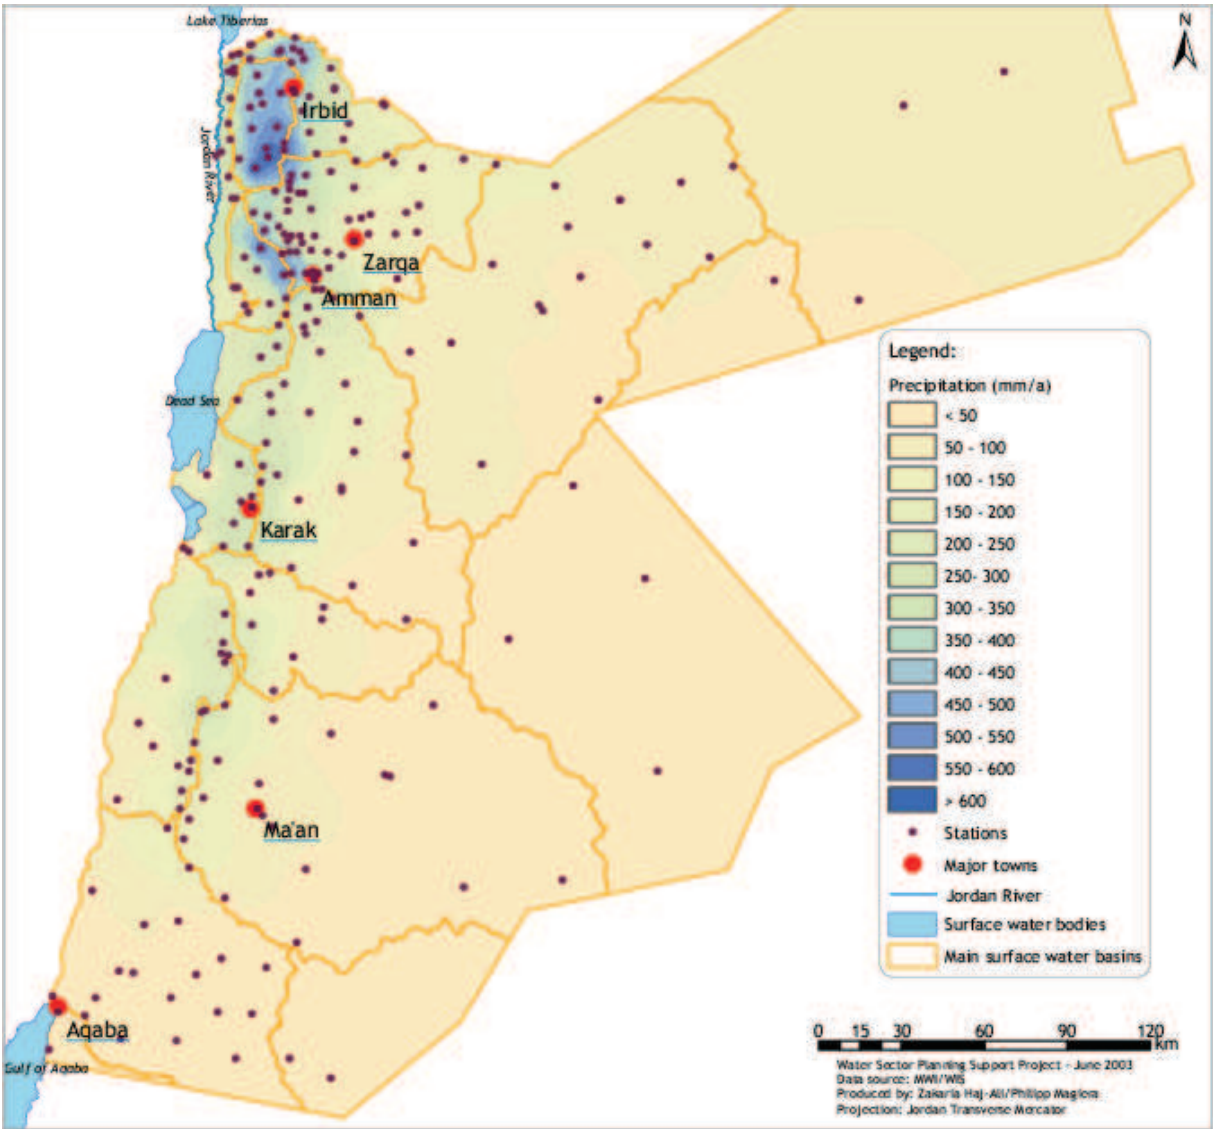 Lake Tiberias
N
Irbid
Jordan River
Zarqa
Amman
Dead Sea
Karak
Ma'an
Aqaba
Gulf of Aqaba
Legend:
Precipitation (mm/a)
< 50
50 - 100
100 - 150
150 - 200
200 - 250
250- 300
300 - 350
350 - 400
400 - 450
450 - 500
500 - 550
550 - 600
> 600
Stations
Major towns
Jordan River
Surface water bodies
Main surface water basins
0 15 30 60 90 120
km
Water Sector Planning Support Project - June 2003
Data source: MWI/WIS
Produced by: Zakaria Haj-Ali/Philipp Magiera
Projection: Jordan Transverse Mercator